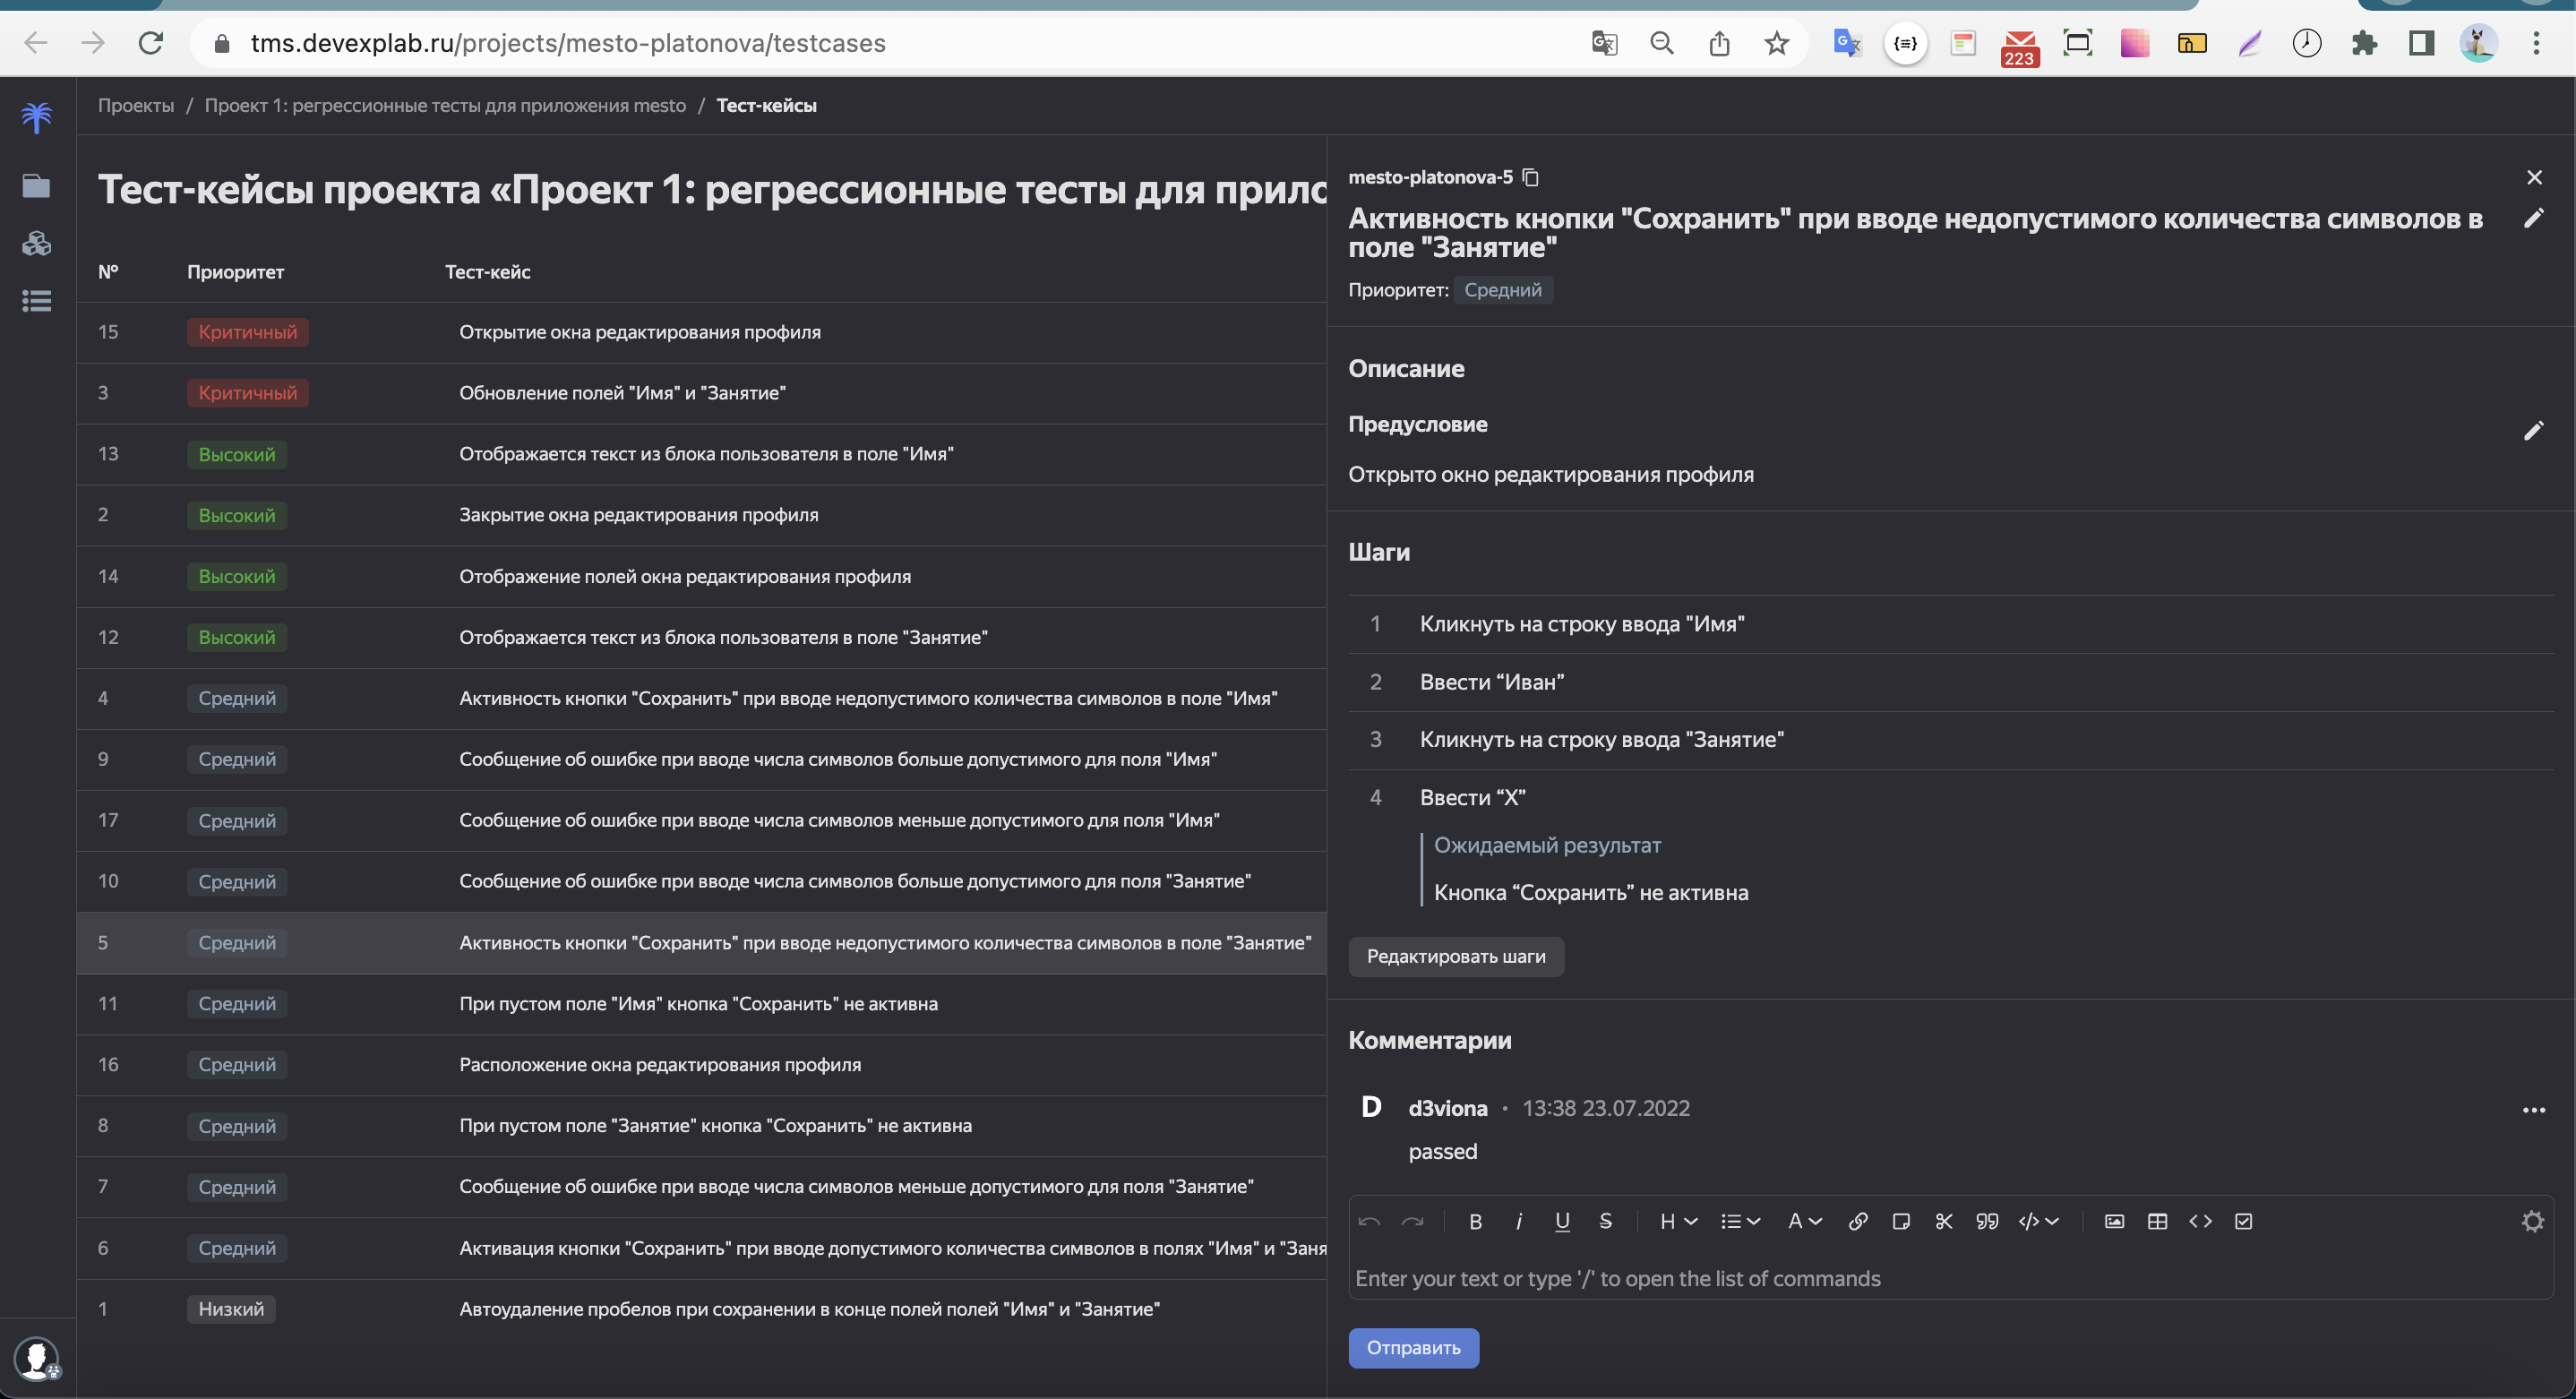 tms.devexplab.ru/projects/mesto-platonova/testcases
223
Проекты / Проект 1: регрессионные тесты для приложения mesto / Тест-кейсы
Тест-кейсы проекта «Проект 1: регрессионные тесты для прило
№ Приоритет Тест-кейс
15 Критичный Открытие окна редактирования профиля
3 Критичный Обновление полей "Имя" и "Занятие"
13 Высокий Отображается текст из блока пользователя в поле "Имя"
2 Высокий Закрытие окна редактирования профиля
14 Высокий Отображение полей окна редактирования профиля
12 Высокий Отображается текст из блока пользователя в поле "Занятие"
4 Средний Активность кнопки "Сохранить" при вводе недопустимого количества символов в поле "Имя"
9 Средний Сообщение об ошибке при вводе числа символов больше допустимого для поля "Имя"
17 Средний Сообщение об ошибке при вводе числа символов меньше допустимого для поля "Имя"
10 Средний Сообщение об ошибке при вводе числа символов больше допустимого для поля "Занятие"
5 Средний Активность кнопки "Сохранить" при вводе недопустимого количества символов в поле "Занятие"
11 Средний При пустом поле "Имя" кнопка "Сохранить" не активна
16 Средний Расположение окна редактирования профиля
8 Средний При пустом поле "Занятие" кнопка "Сохранить" не активна
7 Средний Сообщение об ошибке при вводе числа символов меньше допустимого для поля "Занятие"
6 Средний Активация кнопки "Сохранить" при вводе допустимого количества символов в полях "Имя" и "Заня
1 Низкий Автоудаление пробелов при сохранении в конце полей полей "Имя" и "Занятие"
mesto-platonova-5
Активность кнопки "Сохранить" при вводе недопустимого количества символов в
поле "Занятие"
Приоритет: Средний
Описание
Предусловие
Открыто окно редактирования профиля
Шаги
1 Кликнуть на строку ввода "Имя"
2 Ввести “Иван”
3 Кликнуть на строку ввода "Занятие"
4 Ввести “Х”
Ожидаемый результат
Кнопка “Сохранить” не активна
Редактировать шаги
Комментарии
D d3viona · 13:38 23.07.2022
passed
B i U S H A
Enter your text or type '/' to open the list of commands
Отправить